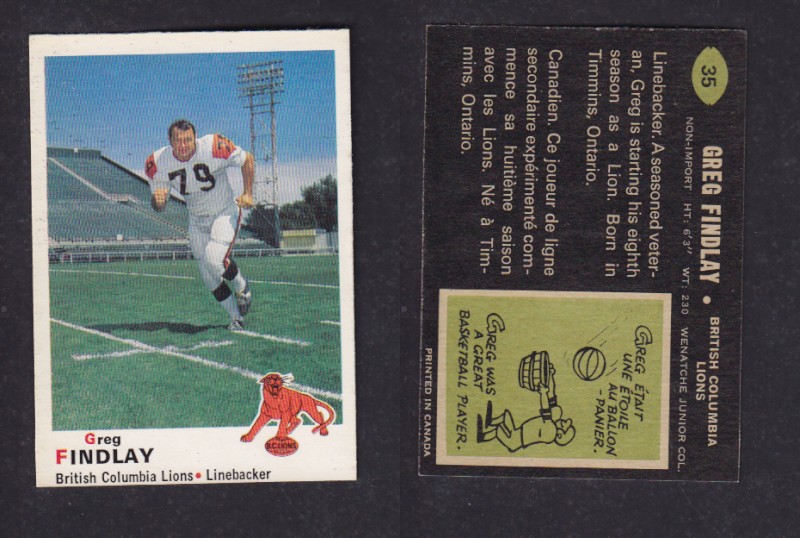 79
B.C. LIONS
Greg
FINDLAY
British Columbia Lions • Linebacker
35
GREG FINDLAY • BRITISH COLUMBIA
LIONS
NON-IMPORT HT: 6'3" WT: 230 WENATCHE JUNIOR COL.
Linebacker. A seasoned veter-
an, Greg is starting his eighth
season as a Lion. Born in
Timmins, Ontario.
Canadien. Ce joueur de ligne
secondaire expérimenté com-
mence sa huitième saison
avec les Lions. Né à Tim-
mins, Ontario.
GREG ÉTAIT
UNE ÉTOILE
AU BALLON
-PANIER.
GREG WAS
A GREAT
BASKETBALL PLAYER.
PRINTED IN CANADA